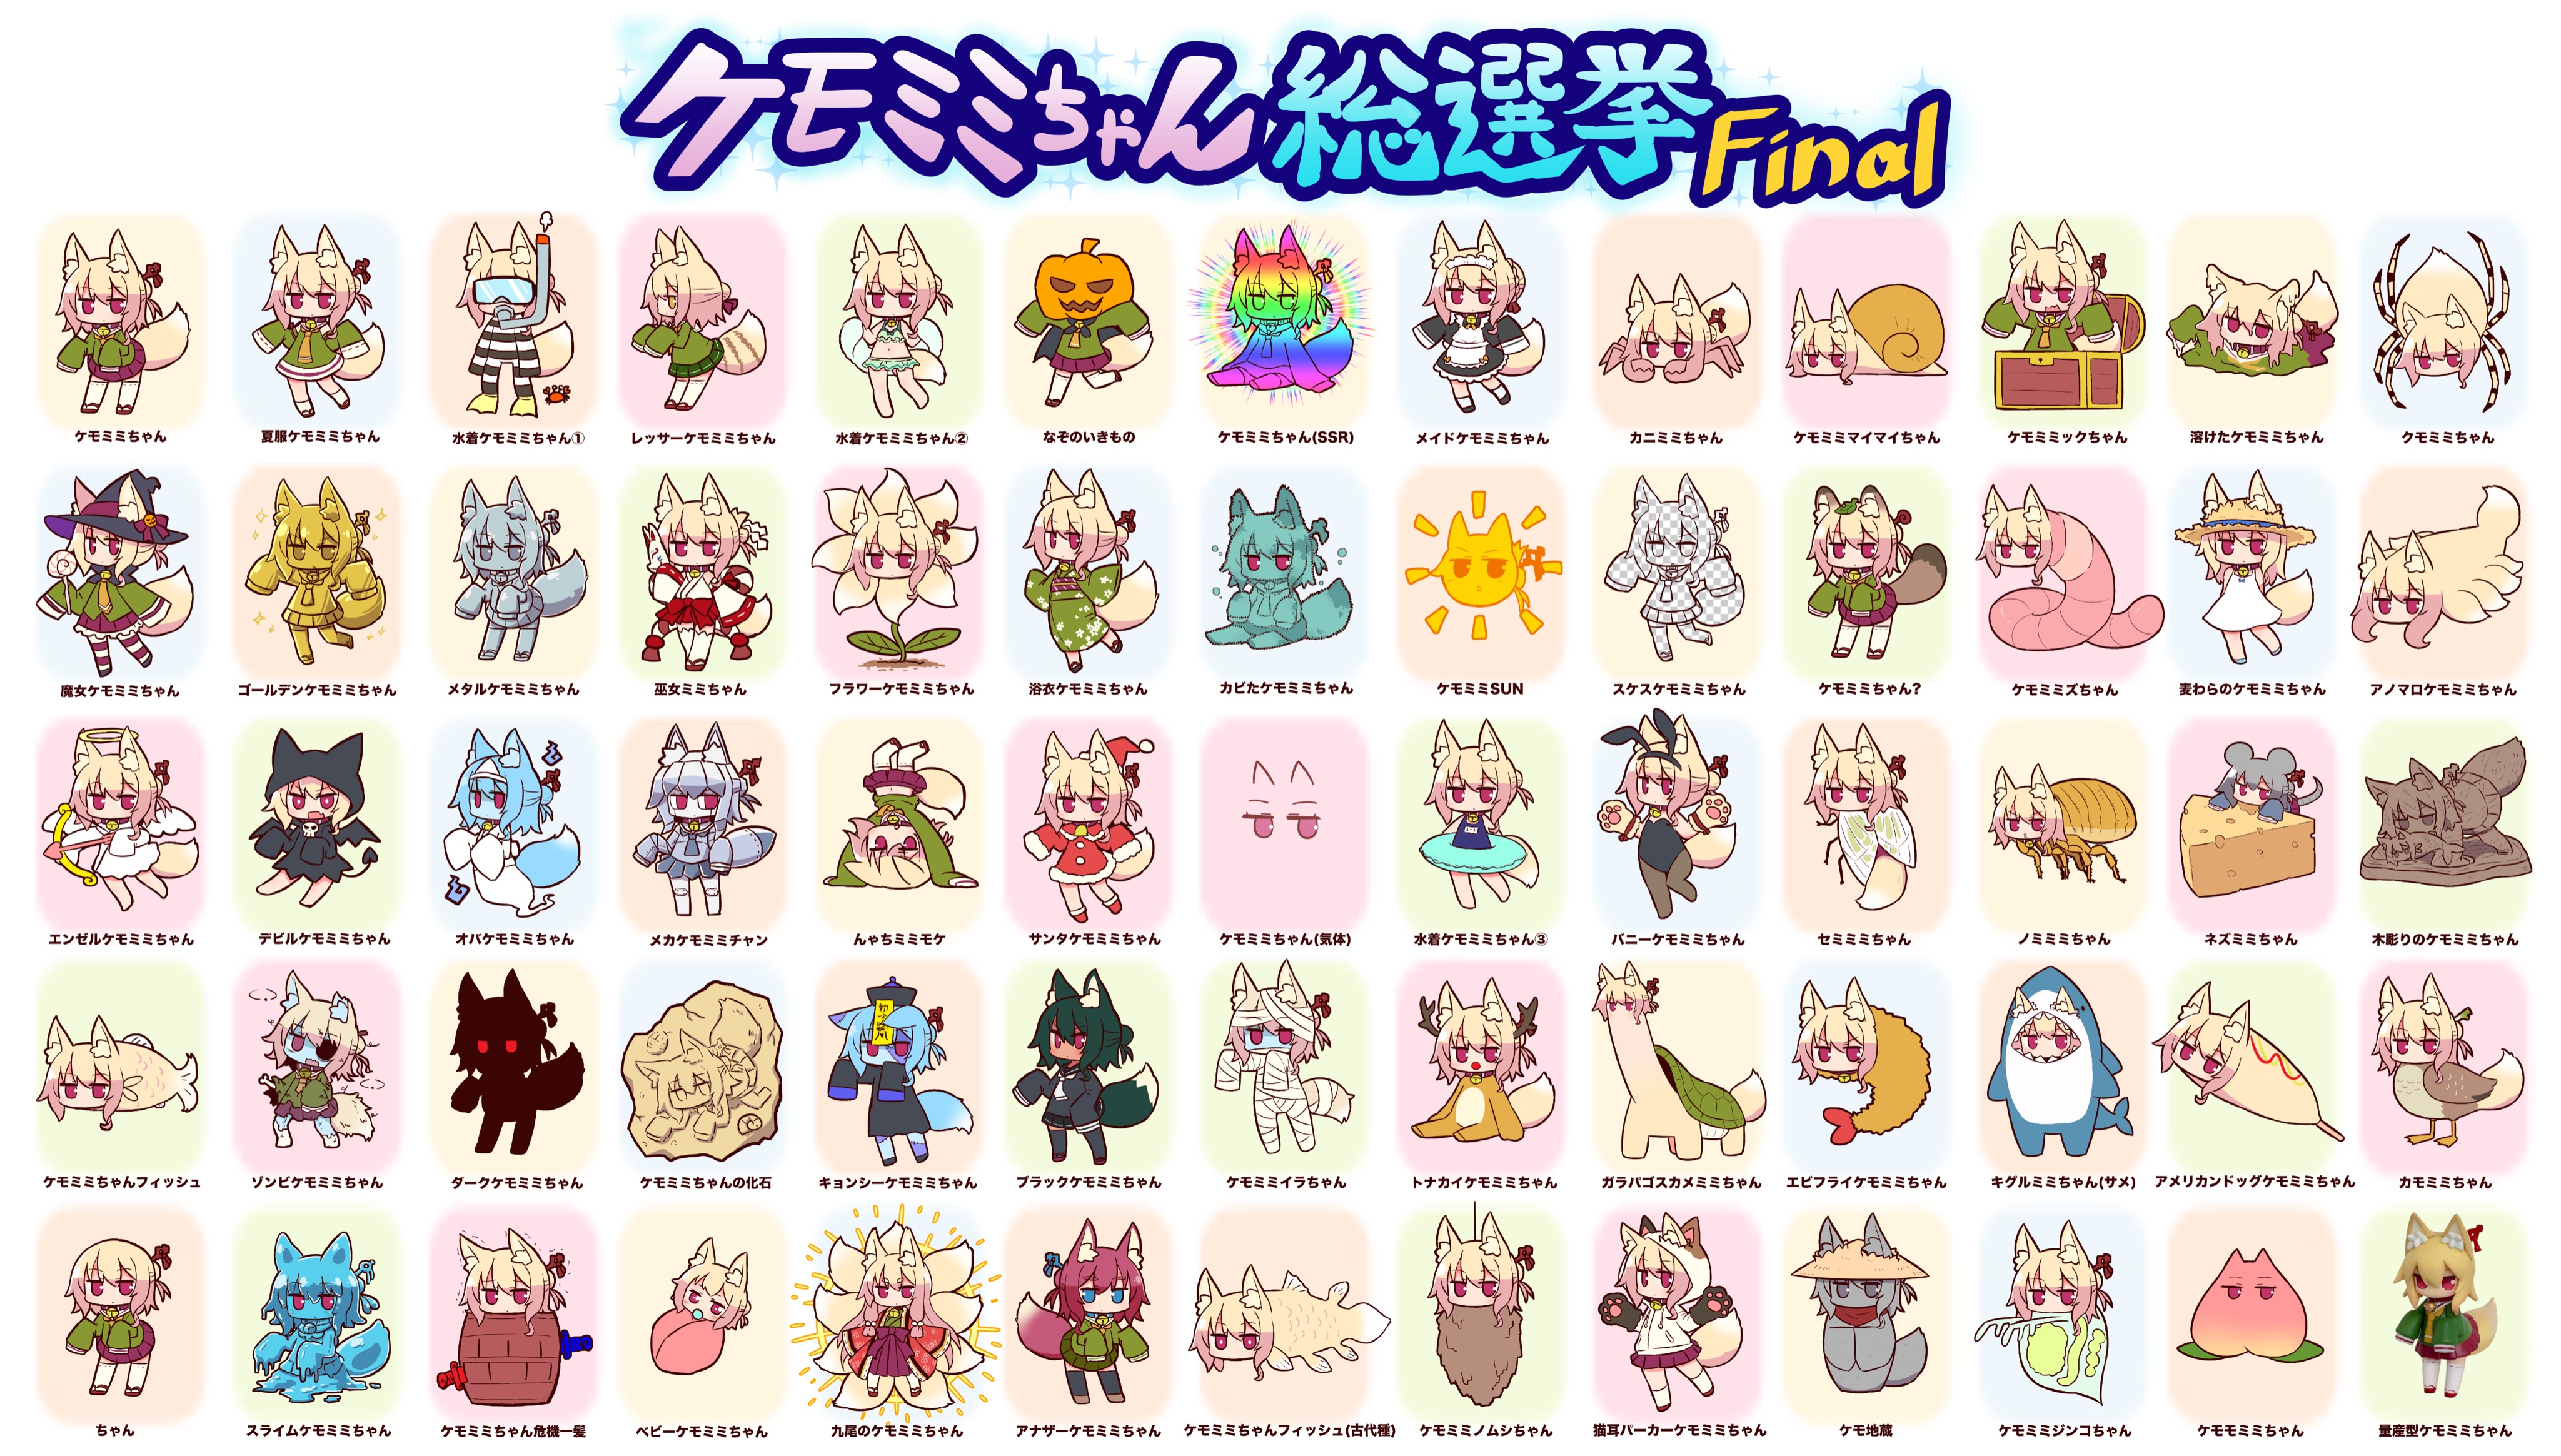 ケモミミちゃん総選挙Final
ケモミミちゃん
夏服ケモミミちゃん
水着ケモミミちゃん①
レッサーケモミミちゃん
水着ケモミミちゃん②
なぞのいきもの
ケモミミちゃん(SSR)
メイドケモミミちゃん
カニミミちゃん
ケモミミマイマイちゃん
ケモミミックちゃん
溶けたケモミミちゃん
クモミミちゃん
魔女ケモミミちゃん
ゴールデンケモミミちゃん
メタルケモミミちゃん
巫女ミミちゃん
フラワーケモミミちゃん
浴衣ケモミミちゃん
カビたケモミミちゃん
ケモミミSUN
スケスケモミミちゃん
ケモミミちゃん?
ケモミミズちゃん
麦わらのケモミミちゃん
アノマロケモミミちゃん
エンゼルケモミミちゃん
デビルケモミミちゃん
オバケモミミちゃん
メカケモミミチャン
んゃちミミモケ
サンタケモミミちゃん
ケモミミちゃん(気体)
水着ケモミミちゃん③
バニーケモミミちゃん
セミミミちゃん
ノミミミちゃん
ネズミミちゃん
木彫りのケモミミちゃん
ケモミミちゃんフィッシュ
ゾンビケモミミちゃん
ダークケモミミちゃん
ケモミミちゃんの化石
キョンシーケモミミちゃん
ブラックケモミミちゃん
ケモミミイラちゃん
トナカイケモミミちゃん
ガラパゴスカメミミちゃん
エビフライケモミミちゃん
キグルミミちゃん(サメ)
アメリカンドッグケモミミちゃん
カモミミちゃん
ちゃん
スライムケモミミちゃん
ケモミミちゃん危機一髪
ベビーケモミミちゃん
九尾のケモミミちゃん
アナザーケモミミちゃん
ケモミミちゃんフィッシュ(古代種)
ケモミミノムシちゃん
猫耳パーカーケモミミちゃん
ケモ地蔵
ケモミミジンコちゃん
ケモモミミちゃん
量産型ケモミミちゃん